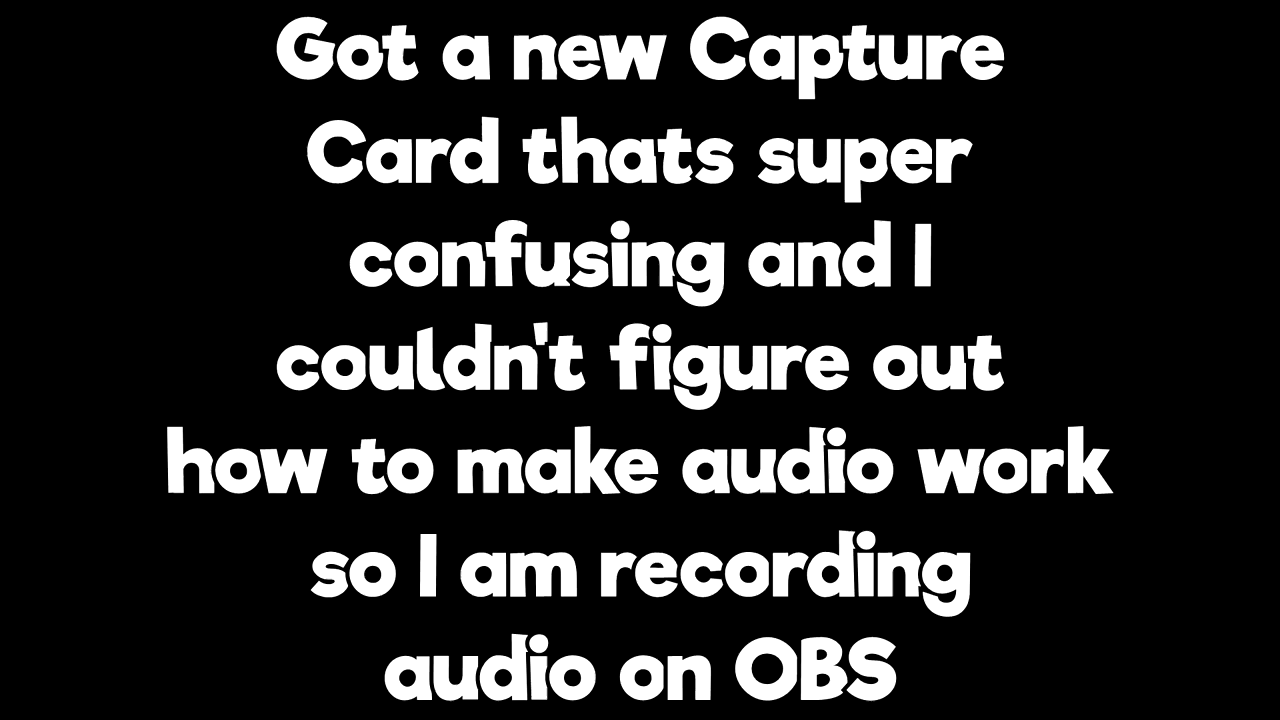 Got a new Capture
Card thats super
confusing and I
couldn't figure out
how to make audio work
so I am recording
audio on OBS